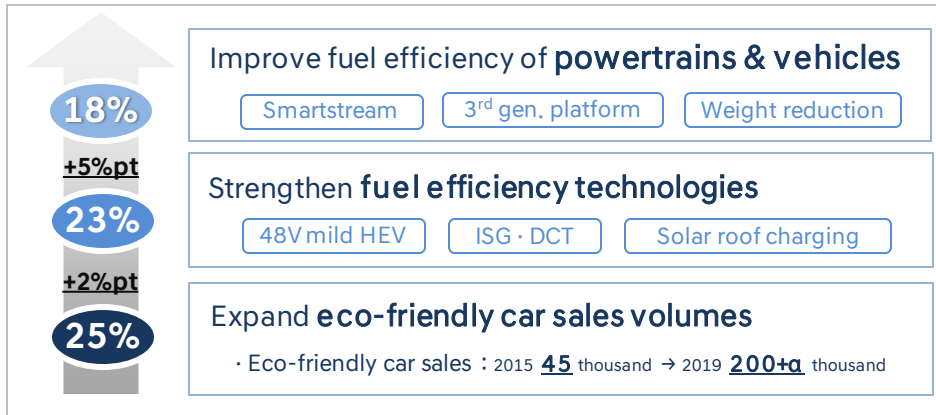 18%
+5%pt
23%
+2%pt
25%
Improve fuel efficiency of powertrains & vehicles
Smartstream
3rd gen. platform
Weight reduction
Strengthen fuel efficiency technologies
48V mild HEV
ISG · DCT
Solar roof charging
Expand eco-friendly car sales volumes
· Eco-friendly car sales : 2015 45 thousand → 2019 200+α thousand